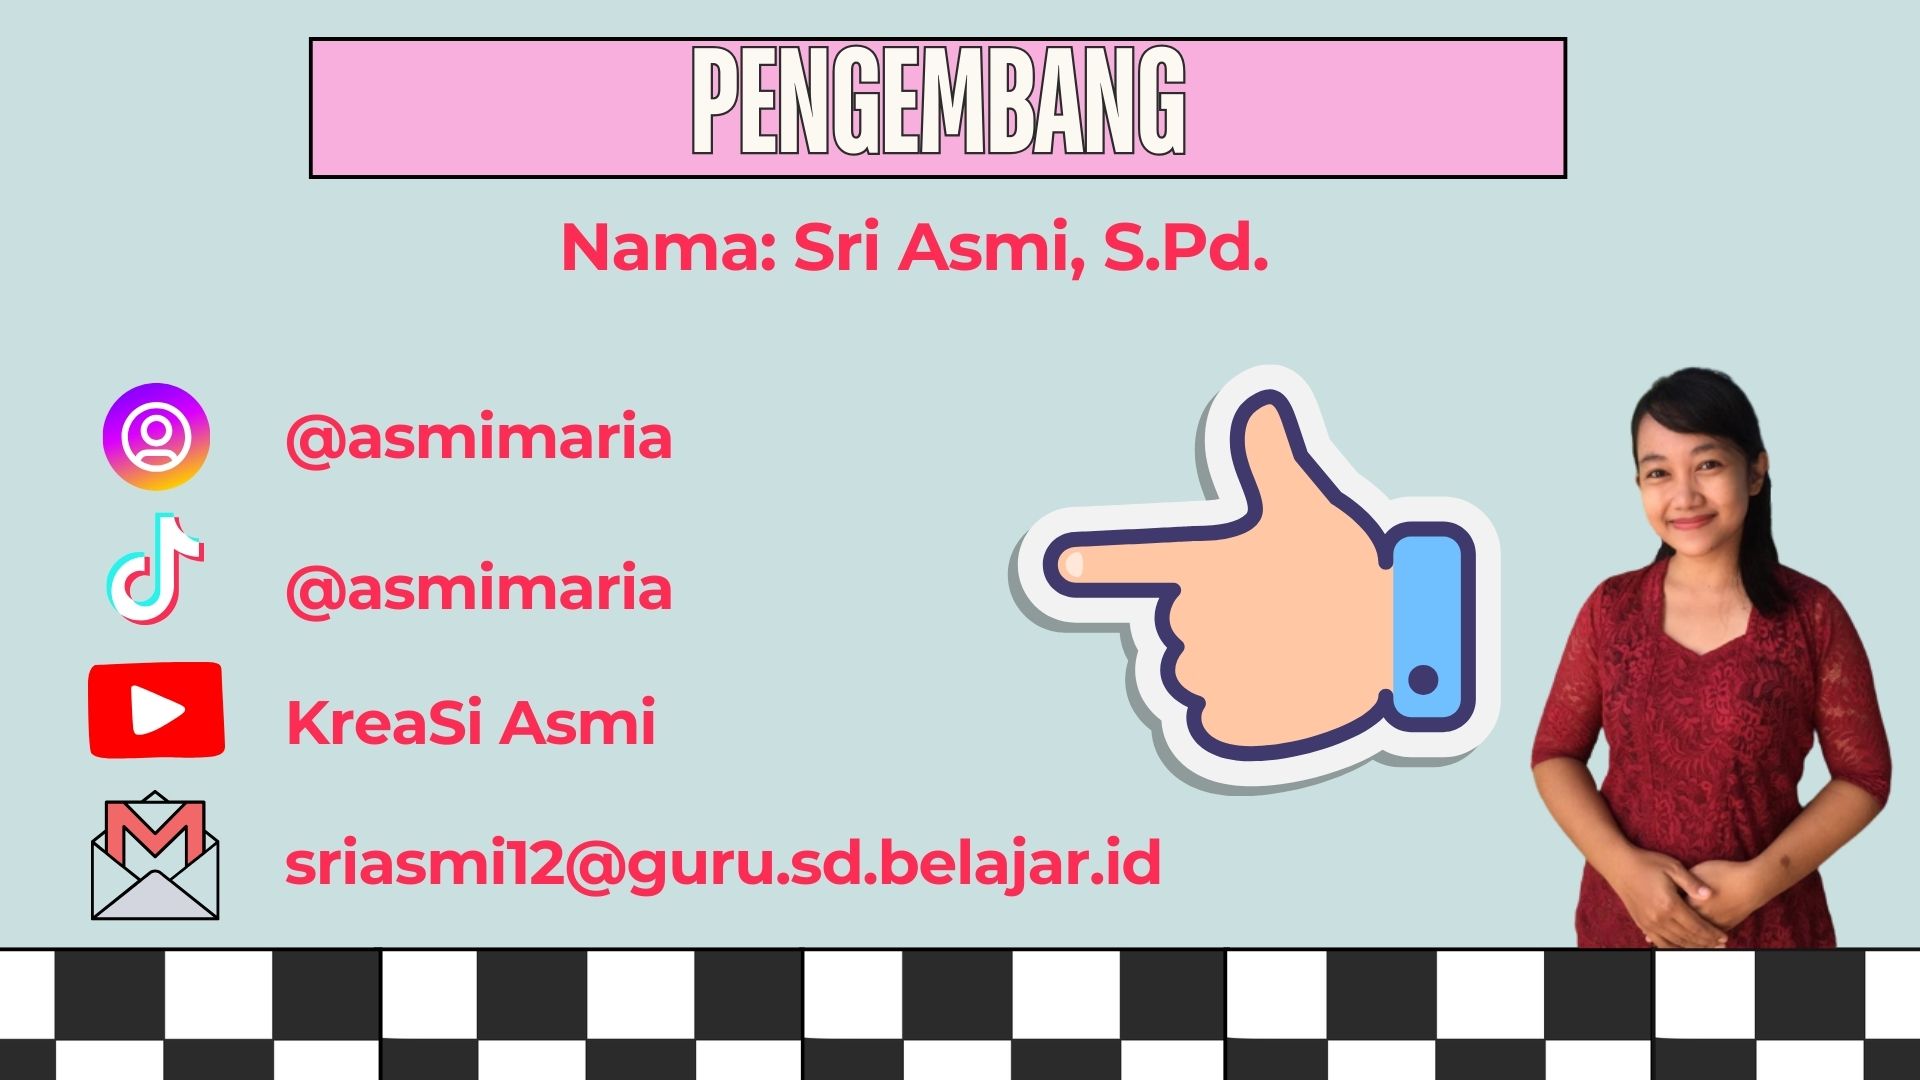 PENGEMBANG
Nama: Sri Asmi, S.Pd.
@asmimaria
@asmimaria
KreaSi Asmi
sriasmi12@guru.sd.belajar.id